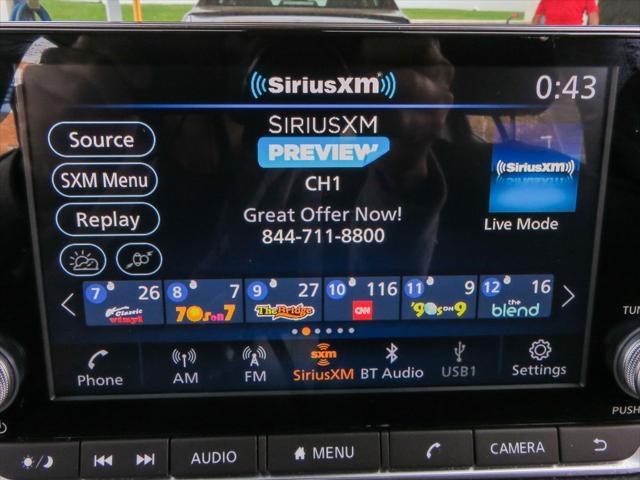 ((SiriusXM))
0:43
SIRIUSXM
PREVIEW
CH1
Great Offer Now!
844-711-8800
Source
SXM Menu
Replay
((SiriusXM))
Live Mode
7 26 8 7 9 27 10 116 11 9 12 16
Classic Vinyl 70s on 7 The Bridge CNN '90s on 9 the blend
Phone AM FM sxm SiriusXM BT Audio USB1 Settings
TUN
PUSH
AUDIO MENU CAMERA